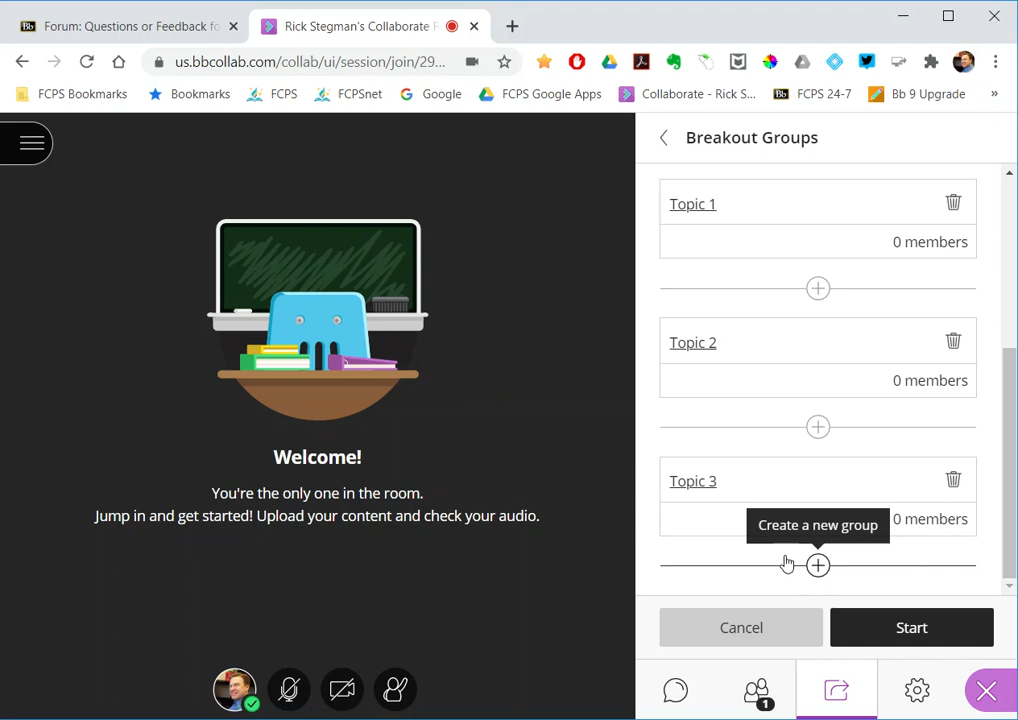 Bb Forum: Questions or Feedback fo
Rick Stegman's Collaborate R
us.bbcollab.com/collab/ui/session/join/29...
FCPS Bookmarks
Bookmarks
FCPS
FCPSnet
Google
FCPS Google Apps
Collaborate - Rick S...
Bb FCPS 24-7
Bb 9 Upgrade
»
Breakout Groups
Topic 1
0 members
Topic 2
0 members
Topic 3
Create a new group
0 members
Welcome!
You're the only one in the room.
Jump in and get started! Upload your content and check your audio.
Cancel
Start
1